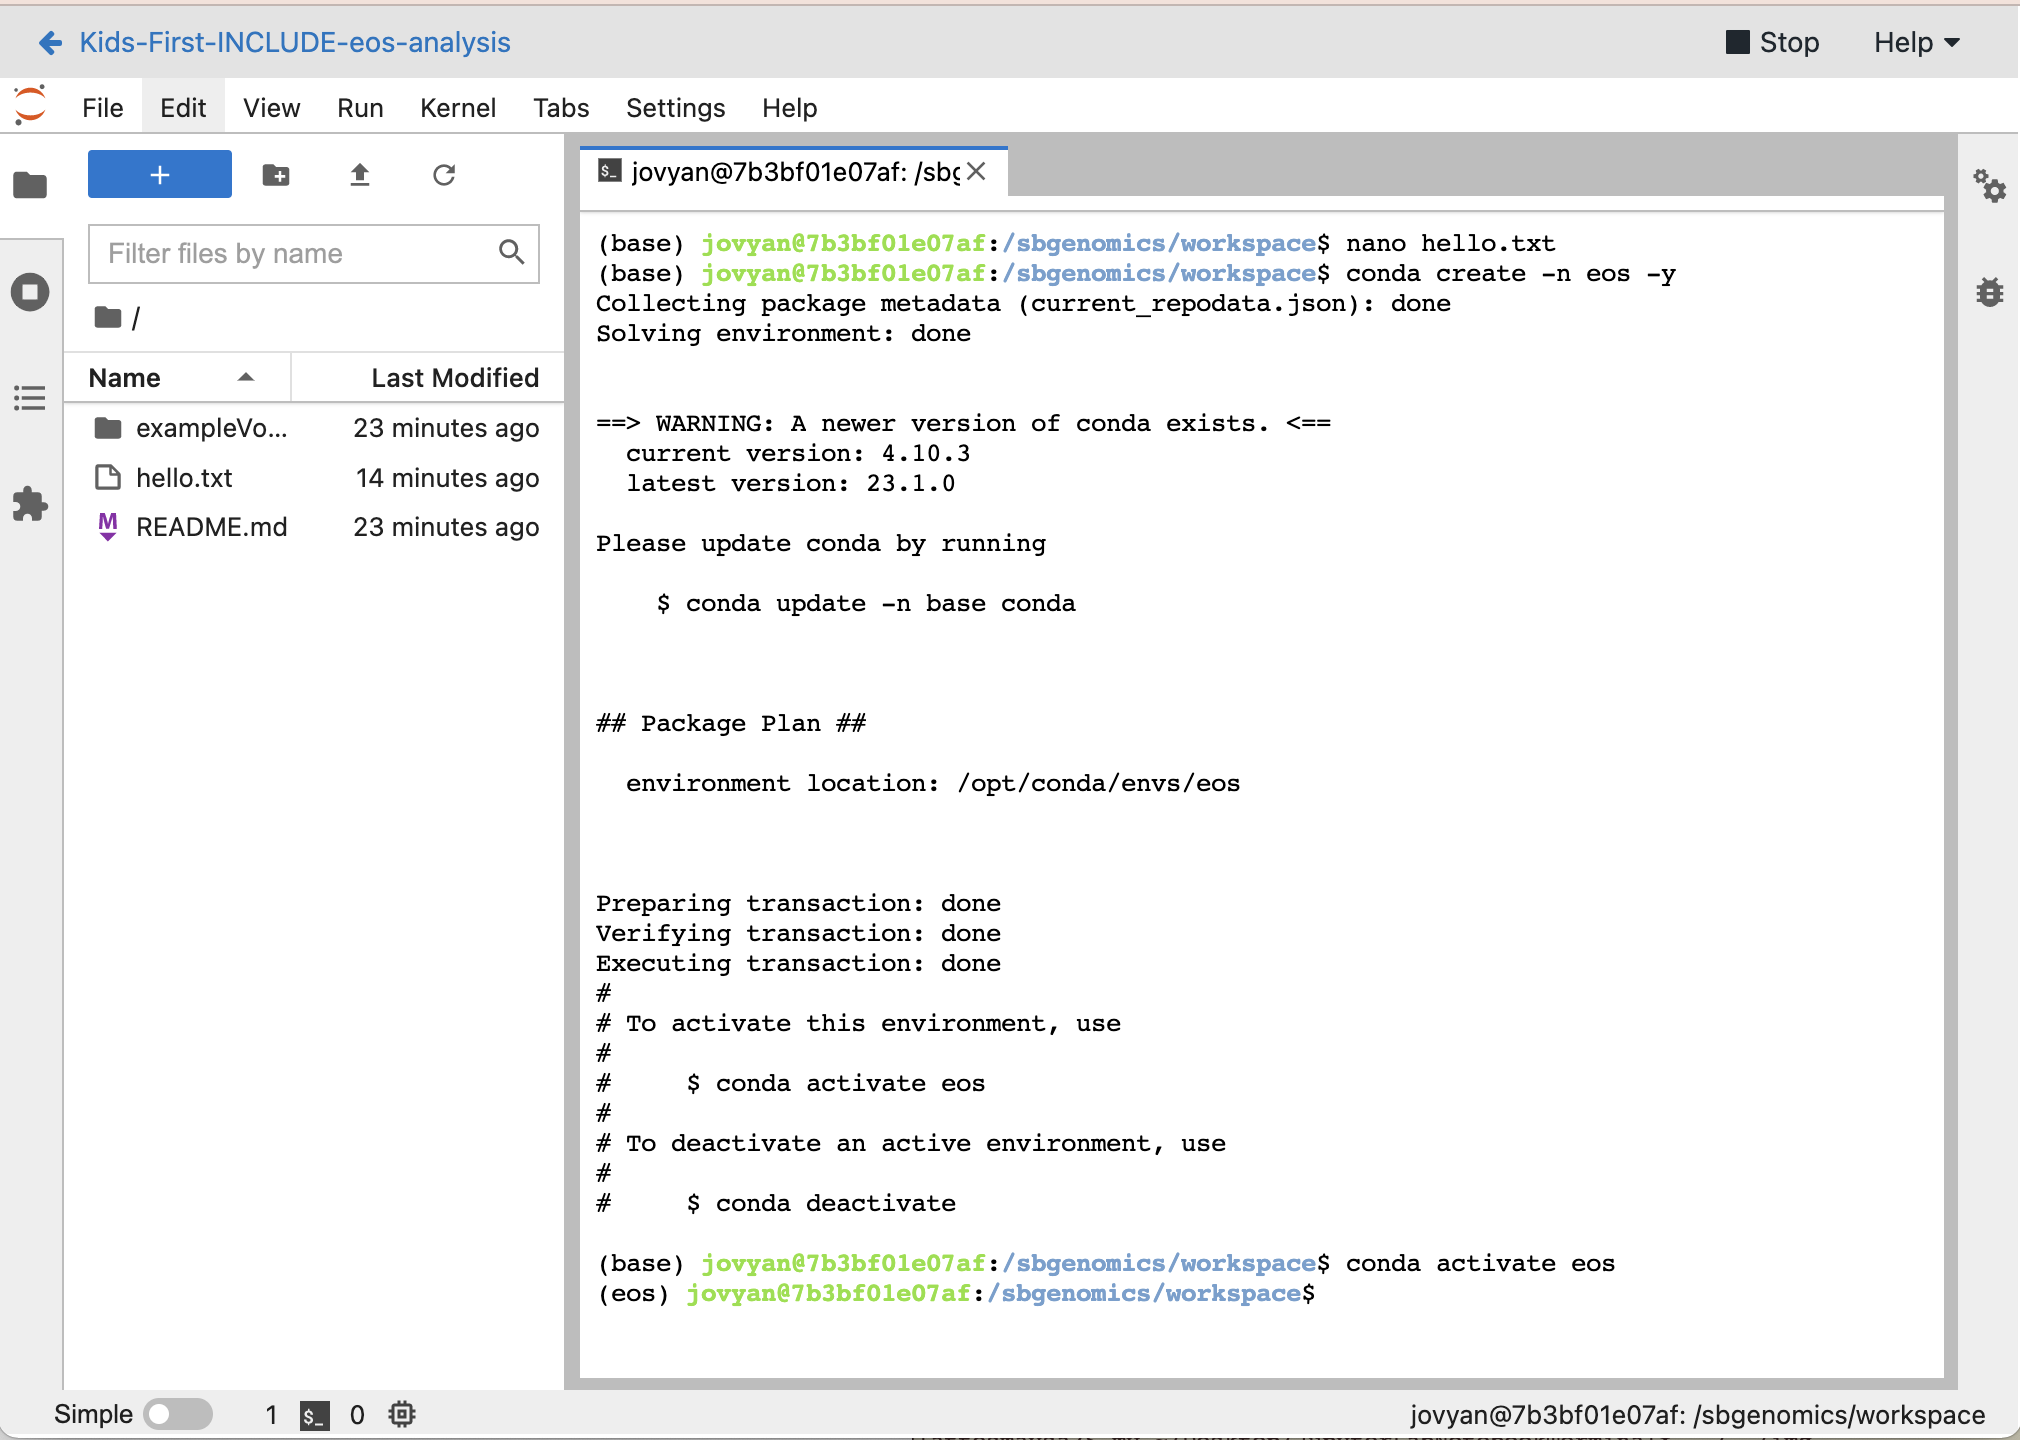 Kids-First-INCLUDE-eos-analysis
Stop
Help
File Edit View Run Kernel Tabs Settings Help
+
Filter files by name
/
Name Last Modified
exampleVo... 23 minutes ago
hello.txt 14 minutes ago
M README.md 23 minutes ago
$_ jovyan@7b3bf01e07af: /sbg
(base) jovyan@7b3bf01e07af:/sbgenomics/workspace$ nano hello.txt
(base) jovyan@7b3bf01e07af:/sbgenomics/workspace$ conda create -n eos -y
Collecting package metadata (current_repodata.json): done
Solving environment: done
==> WARNING: A newer version of conda exists. <==
current version: 4.10.3
latest version: 23.1.0
Please update conda by running
$ conda update -n base conda
## Package Plan ##
environment location: /opt/conda/envs/eos
Preparing transaction: done
Verifying transaction: done
Executing transaction: done
#
# To activate this environment, use
#
# $ conda activate eos
#
# To deactivate an active environment, use
#
# $ conda deactivate
(base) jovyan@7b3bf01e07af:/sbgenomics/workspace$ conda activate eos
(eos) jovyan@7b3bf01e07af:/sbgenomics/workspace$
Simple 1 $_ 0
jovyan@7b3bf01e07af: /sbgenomics/workspace